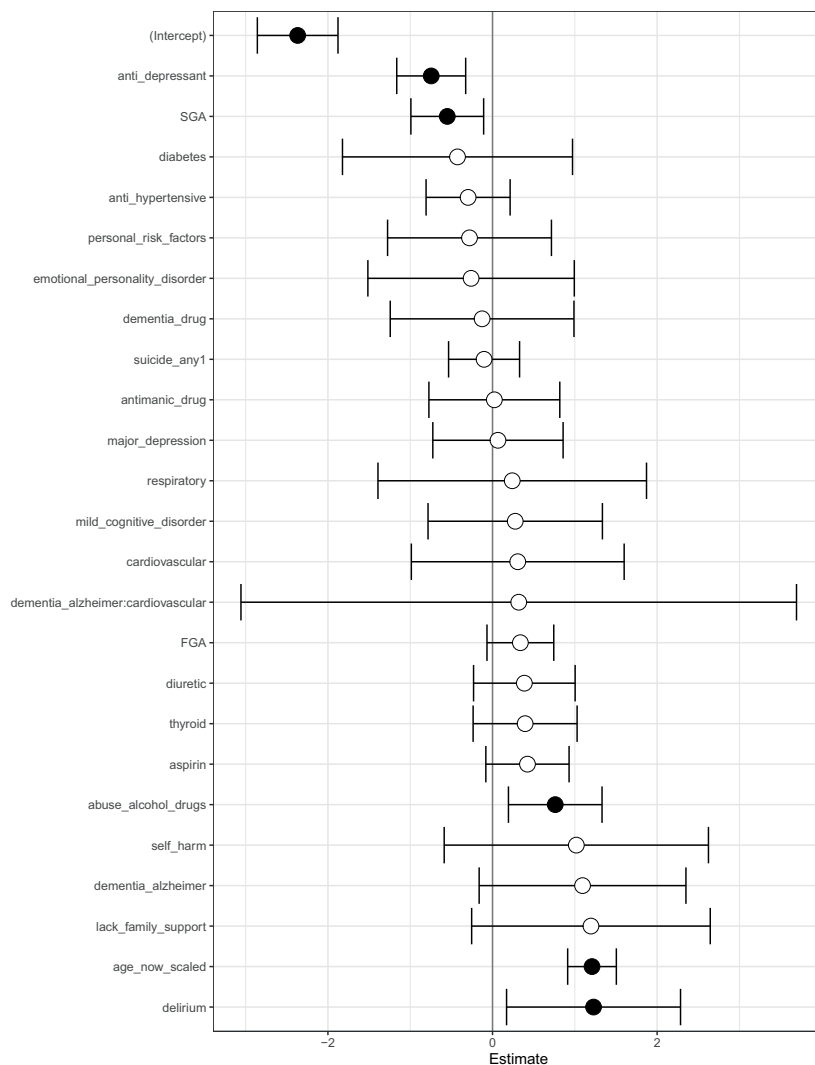 (Intercept)
anti_depressant
SGA
diabetes
anti_hypertensive
personal_risk_factors
emotional_personality_disorder
dementia_drug
suicide_any1
antimanic_drug
major_depression
respiratory
mild_cognitive_disorder
cardiovascular
dementia_alzheimer:cardiovascular
FGA
diuretic
thyroid
aspirin
abuse_alcohol_drugs
self_harm
dementia_alzheimer
lack_family_support
age_now_scaled
delirium
−2 0 2
Estimate